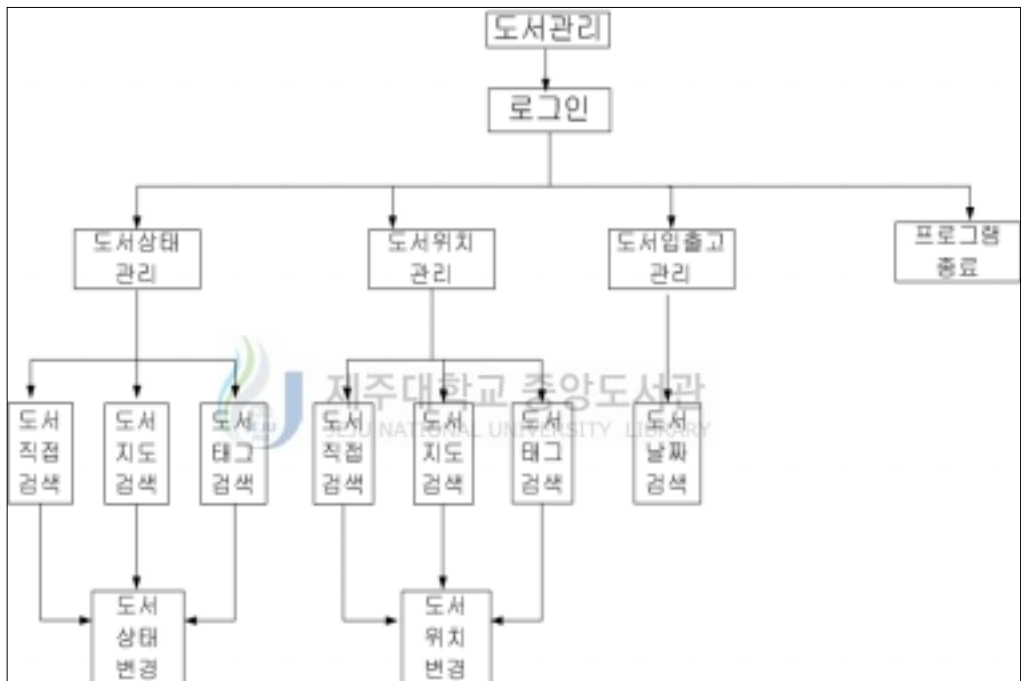 도서관리
로그인
도서상태
관리
도서위치
관리
도서입출고
관리
프로그램
종료
제주대학교 중앙도서관
JEJU NATIONAL UNIVERSITY LIBRARY
도서
직접
검색
도서
지도
검색
도서
태그
검색
도서
직접
검색
도서
지도
검색
도서
태그
검색
도서
날짜
검색
도서
상태
변경
도서
위치
변경